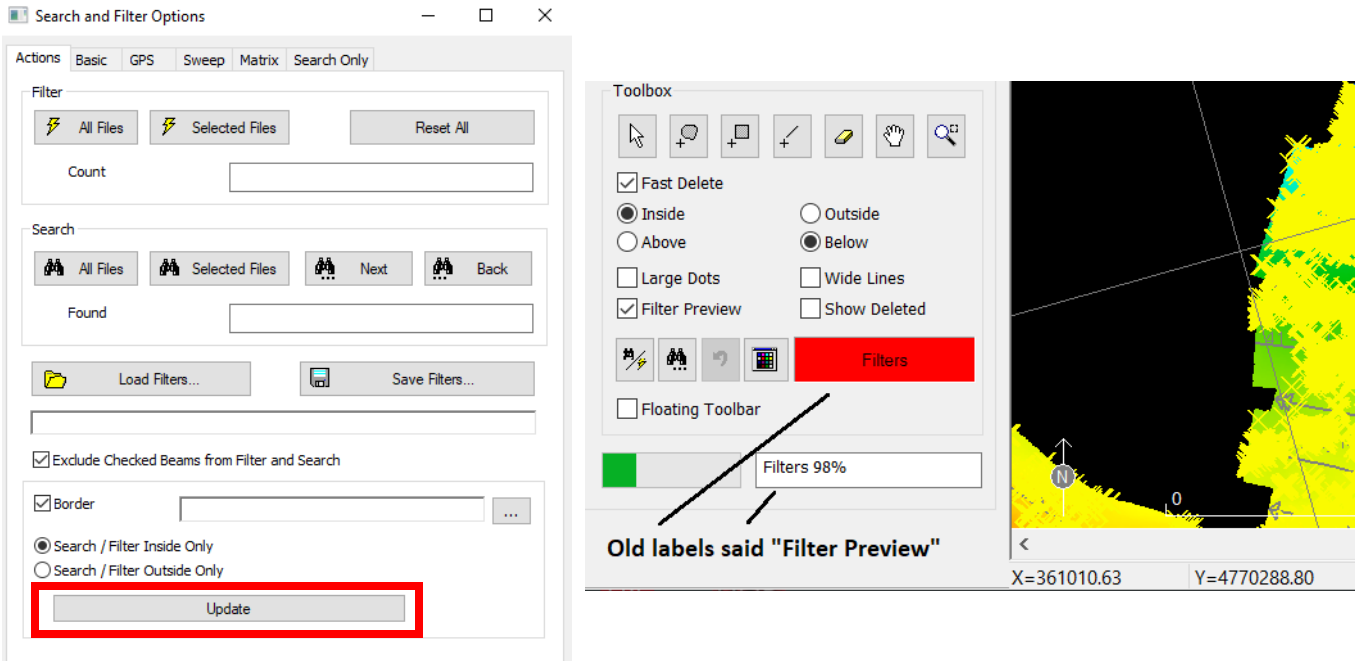 Search and Filter Options
Actions Basic GPS Sweep Matrix Search Only
Filter
All Files Selected Files Reset All
Count
Search
All Files Selected Files Next Back
Found
Load Filters... Save Filters...
Exclude Checked Beams from Filter and Search
Border ...
Search / Filter Inside Only
Search / Filter Outside Only
Update
Toolbox
Fast Delete
Inside Outside
Above Below
Large Dots Wide Lines
Filter Preview Show Deleted
Filters
Floating Toolbar
Filters 98%
Old labels said "Filter Preview"
N
0
X=361010.63 Y=4770288.80